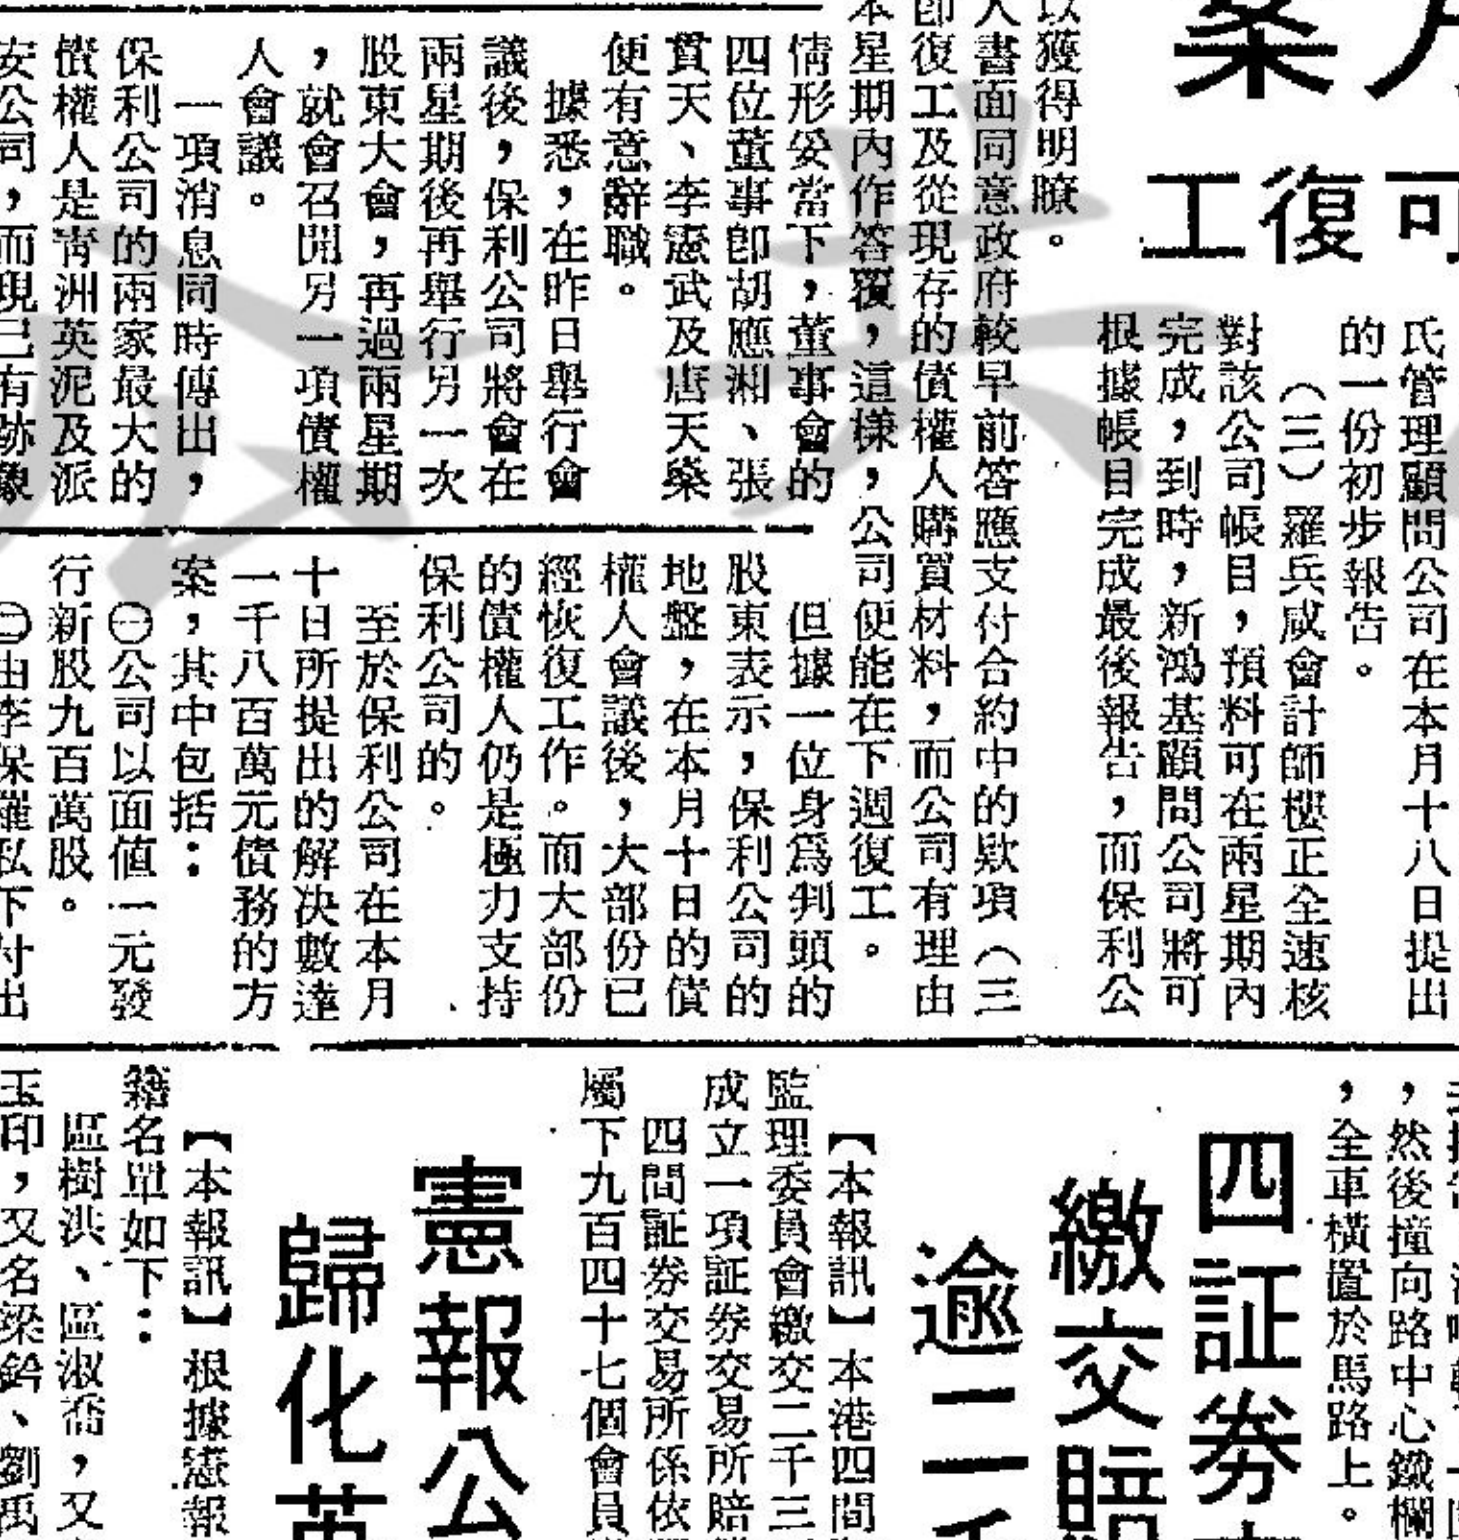 案
可復工
氏管理顧問公司在本月十八日提出
的一份初步報告。
（三）羅兵咸會計師樓正全速核
對該公司帳目，預料可在兩星期內
完成，到時，新鴻基顧問公司將可
根據帳目完成最後報告，而保利公
以獲得明瞭。
人書面同意政府較早前答應支付合約中的欵項（三
即復工及從現存的債權人購買材料，而公司有理由
本星期內作答覆，這樣，公司便能在下週復工。
情形妥當下，董事會的
四位董事即胡應湘、張
貫天、李憲武及唐天燊
便有意辭職。
據悉，在昨日舉行會
議後，保利公司將會在
兩星期後再舉行另一次
股東大會，再過兩星期
，就會召開另一項債權
人會議。
一項消息同時傳出，
保利公司的兩家最大的
債權人是靑洲英泥及派
安公司，而現已有跡象
但據一位身爲判頭的
股東表示，保利公司的
地盤，在本月十日的債
權人會議後，大部份已
經恢復工作。而大部份
的債權人仍是極力支持
保利公司的。
至於保利公司在本月
十日所提出的解决數達
一千八百萬元債務的方
案，其中包括：
㊀公司以面值一元發
行新股九百萬股。
㊁由李保羅私下付出
，然後撞向路中心鐵欄
，全車橫置於馬路上。
四証券
繳交賠
逾二千
【本報訊】本港四間
監理委員會繳交二千三
成立一項証券交易所賠
四間証券交易所係依
屬下九百四十七個會員
憲報公
歸化英
【本報訊】根據憲報
籍名單如下：
區樹洪、區淑喬，又
玉印，又名梁鈴、劉禹